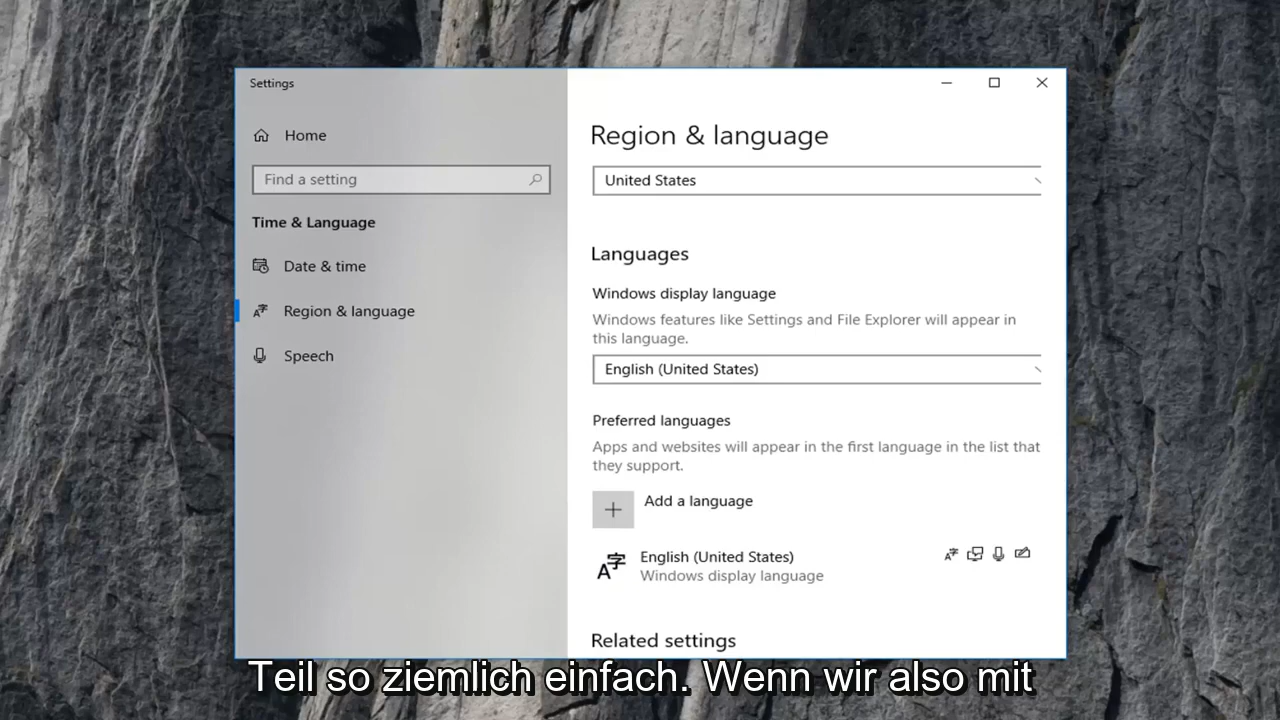 Settings
Home
Find a setting
Time & Language
Date & time
Region & language
Speech
Region & language
United States
Languages
Windows display language
Windows features like Settings and File Explorer will appear in
this language.
English (United States)
Preferred languages
Apps and websites will appear in the first language in the list that
they support.
Add a language
English (United States)
Windows display language
Related settings
Teil so ziemlich einfach. Wenn wir also mit